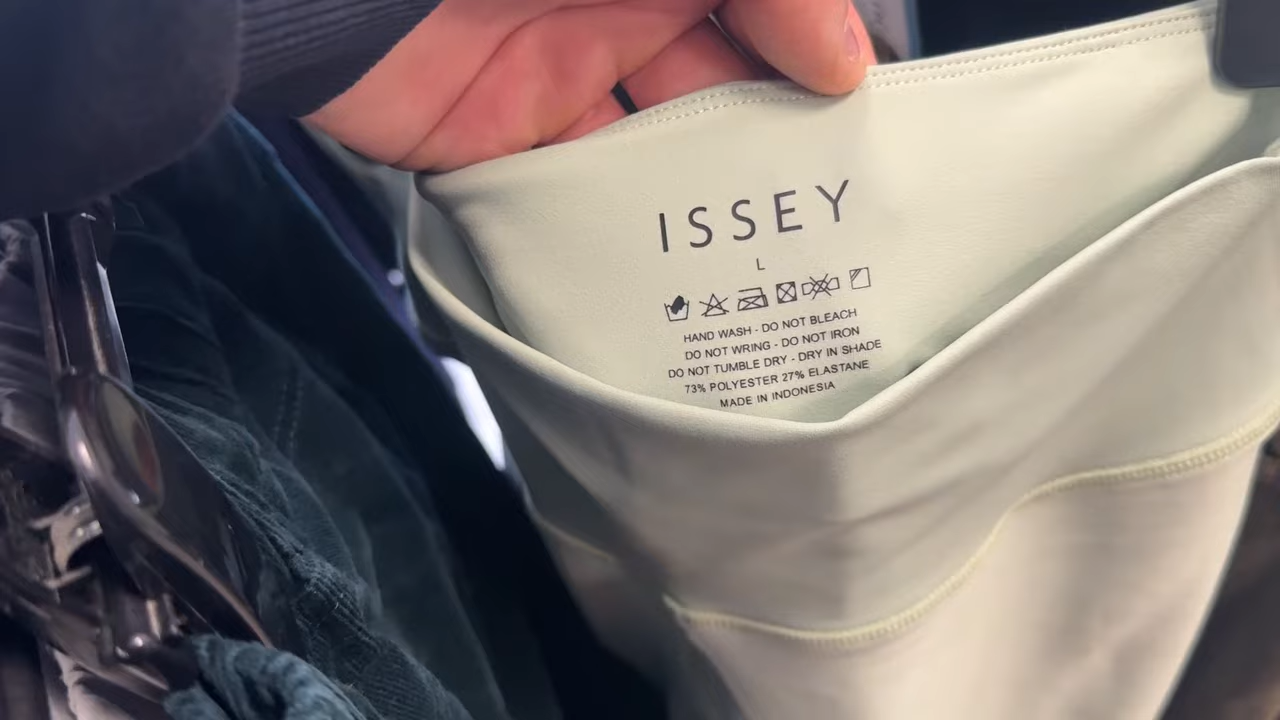 ISSEY
L
HAND WASH - DO NOT BLEACH
DO NOT WRING - DO NOT IRON
DO NOT TUMBLE DRY - DRY IN SHADE
73% POLYESTER 27% ELASTANE
MADE IN INDONESIA